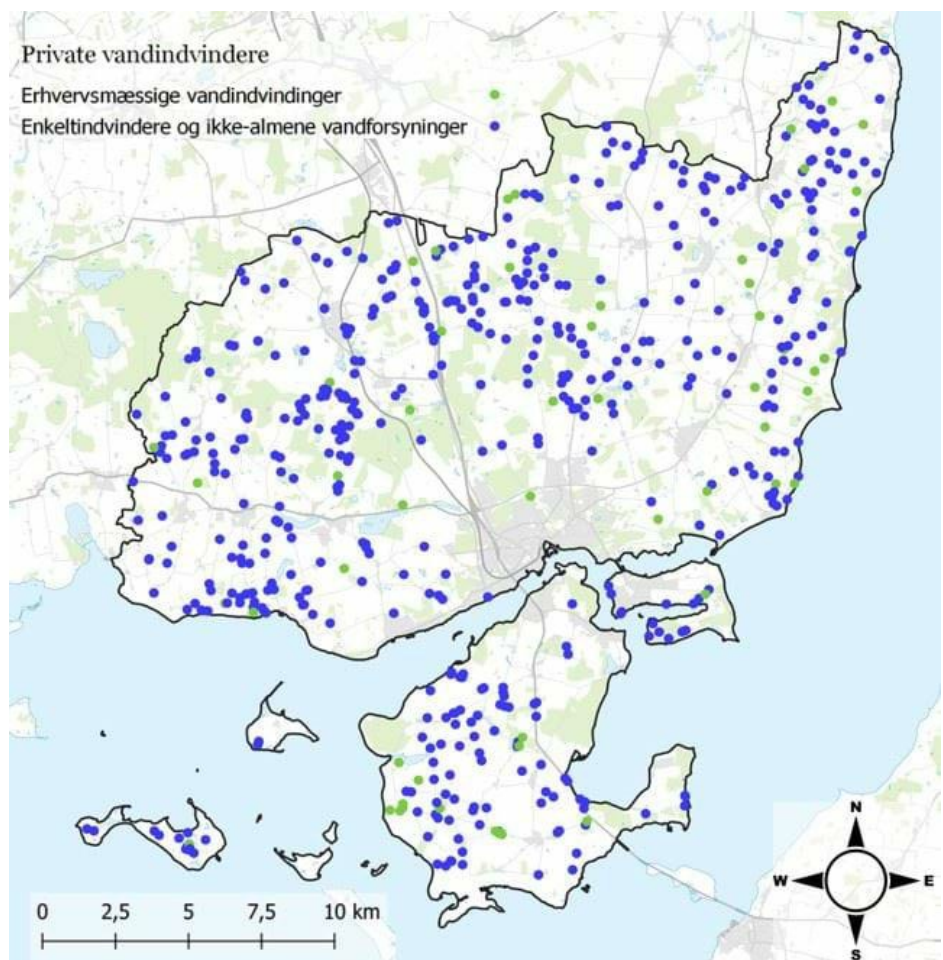 Private vandindvindere
Erhvervsmæssige vandindvindinger
Enkeltindvindere og ikke-almene vandforsyninger
N
W
E
S
0 2,5 5 7,5 10 km